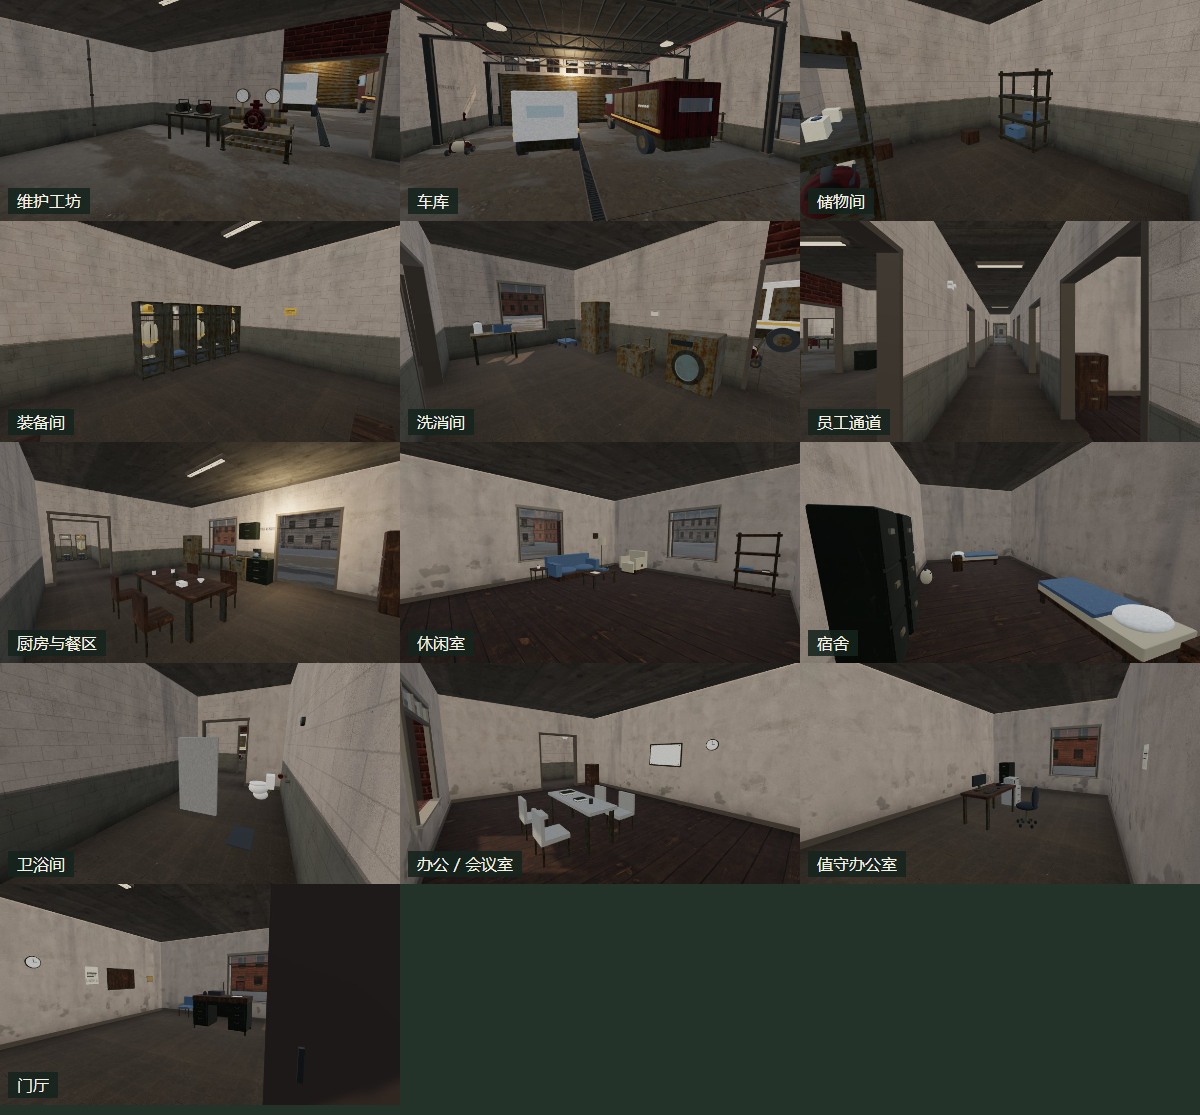 维护工坊
车库
储物间
装备间
洗消间
员工通道
厨房与餐区
休闲室
宿舍
卫浴间
办公 / 会议室
值守办公室
门厅